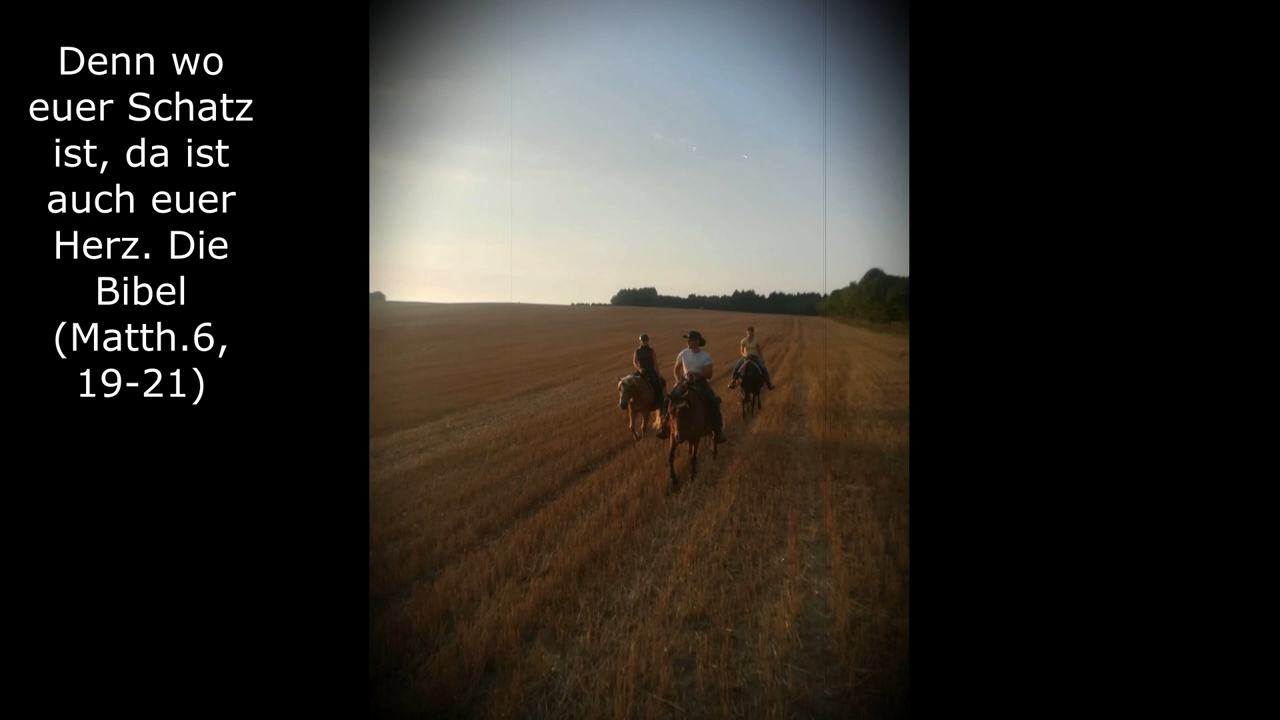 Denn wo
euer Schatz
ist, da ist
auch euer
Herz. Die
Bibel
(Matth.6,
19-21)